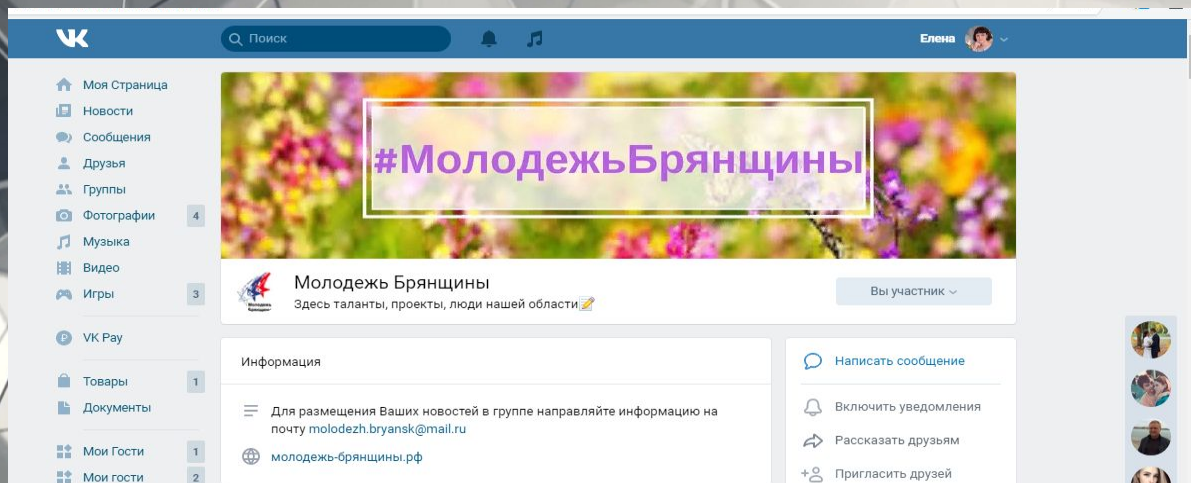 Поиск
Елена
Моя Страница
Новости
Сообщения
Друзья
Группы
Фотографии 4
Музыка
Видео
Игры 3
VK Pay
Товары 1
Документы
Мои Гости 1
Мои гости 2
#МолодежьБрянщины
Молодежь Брянщины
Здесь таланты, проекты, люди нашей области📝
Вы участник
Информация
Для размещения Ваших новостей в группе направляйте информацию на
почту molodezh.bryansk@mail.ru
молодежь-брянщины.рф
Написать сообщение
Включить уведомления
Рассказать друзьям
Пригласить друзей